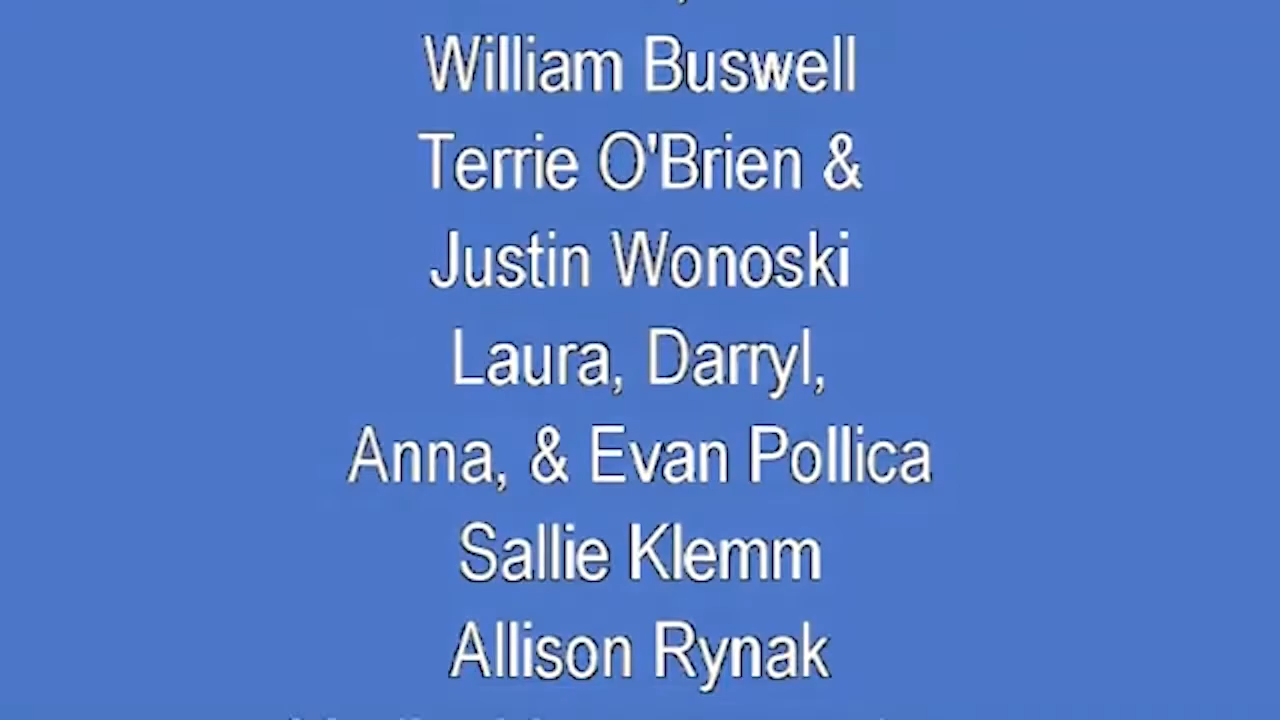 William Buswell
Terrie O'Brien &
Justin Wonoski
Laura, Darryl,
Anna, & Evan Pollica
Sallie Klemm
Allison Rynak